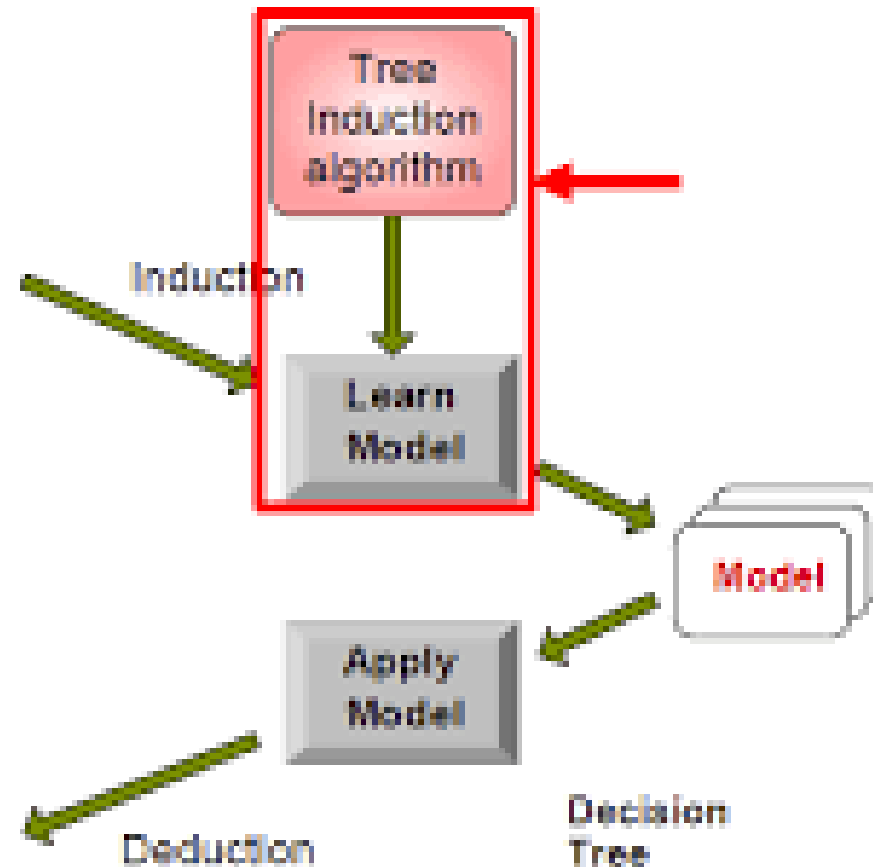 Tree
Induction
algorithm
Induction
Learn
Model
Model
Apply
Model
Decision
Tree
Deduction